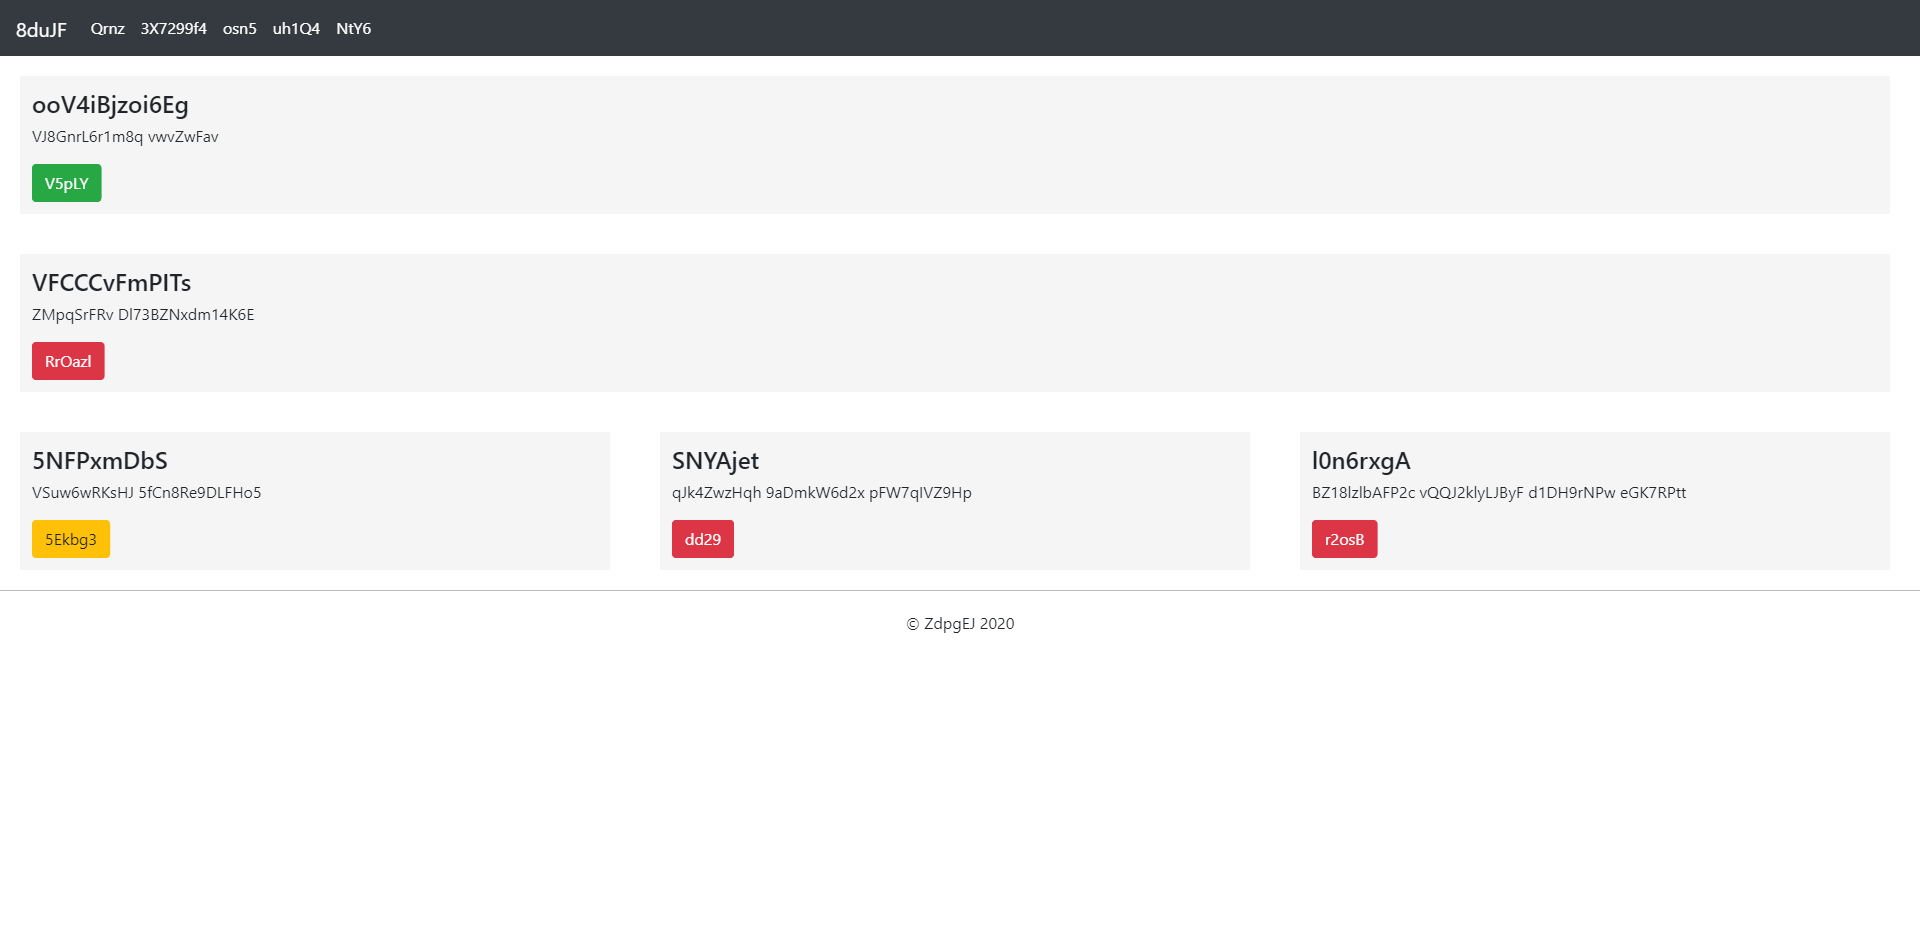 8duJF Qrnz 3X7299f4 osn5 uh1Q4 NtY6
ooV4iBjzoi6Eg
VJ8GnrL6r1m8q vwvZwFav
V5pLY
VFCCCvFmPITs
ZMpqSrFRv Dl73BZNxdm14K6E
RrOazl
5NFPxmDbS
VSuw6wRKsHJ 5fCn8Re9DLFHo5
5Ekbg3
SNYAjet
qJk4ZwzHqh 9aDmkW6d2x pFW7qIVZ9Hp
dd29
l0n6rxgA
BZ18lzlbAFP2c vQQJ2klyLJByF d1DH9rNPw eGK7RPtt
r2osB
© ZdpgEJ 2020